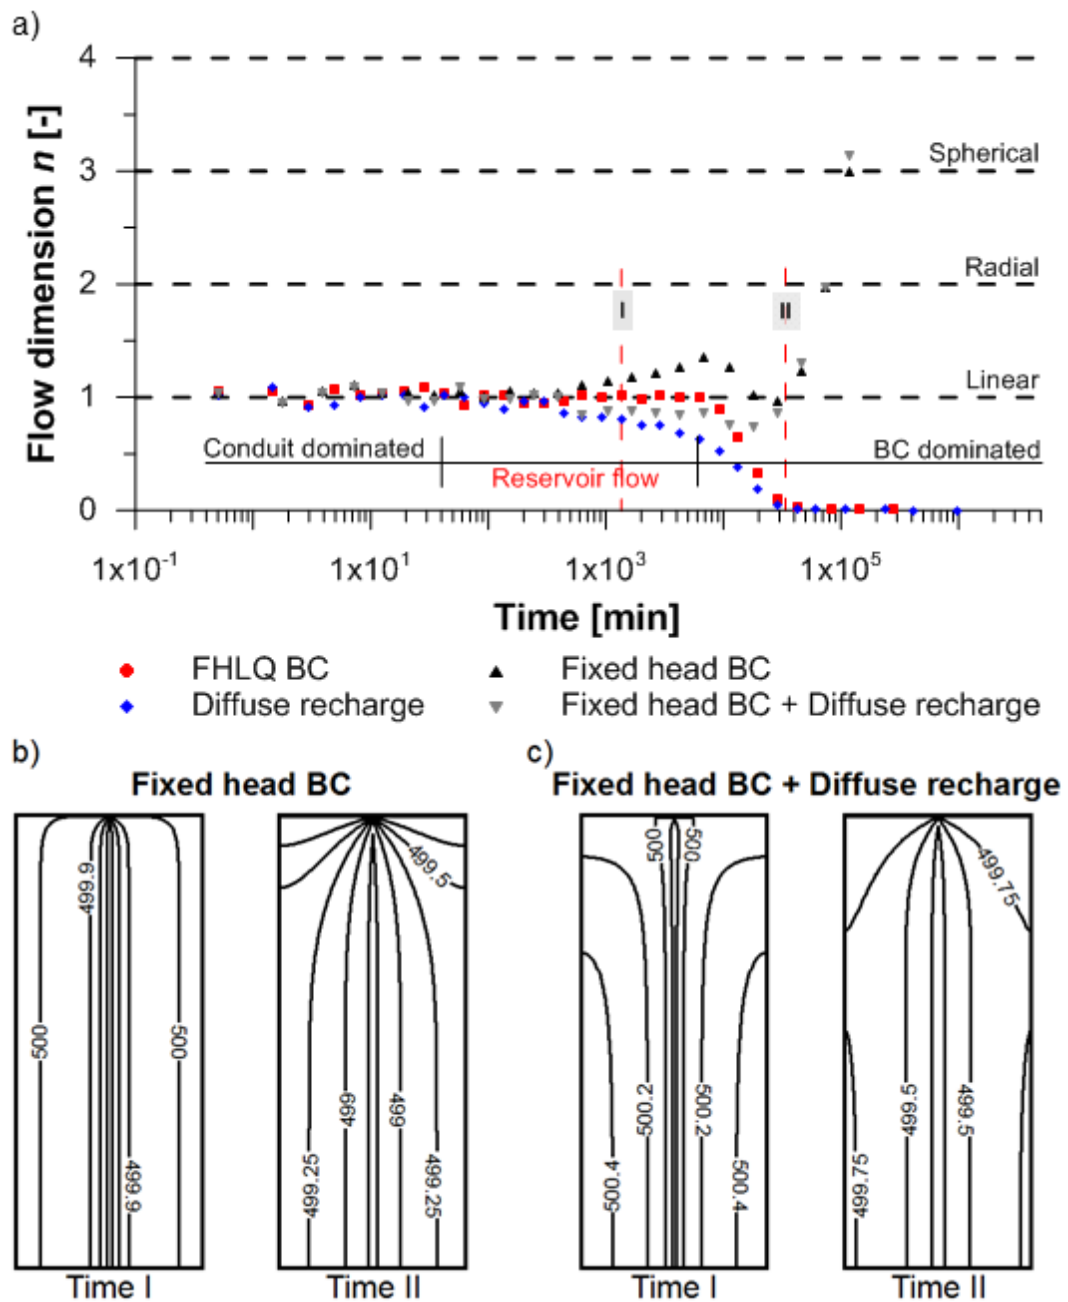 a)
4
3
2
1
0
Flow dimension n [-]
Spherical
Radial
Linear
I
II
Conduit dominated
Reservoir flow
BC dominated
1x10⁻¹
1x10¹
1x10³
1x10⁵
Time [min]
FHLQ BC
Fixed head BC
Diffuse recharge
Fixed head BC + Diffuse recharge
b)
Fixed head BC
500
499.9
499.9
500
Time I
499.5
499.25
499
499
499.25
Time II
c)
Fixed head BC + Diffuse recharge
500
500
500.4
500.2
500.2
500.4
Time I
499.75
499.75
499.5
499.5
Time II